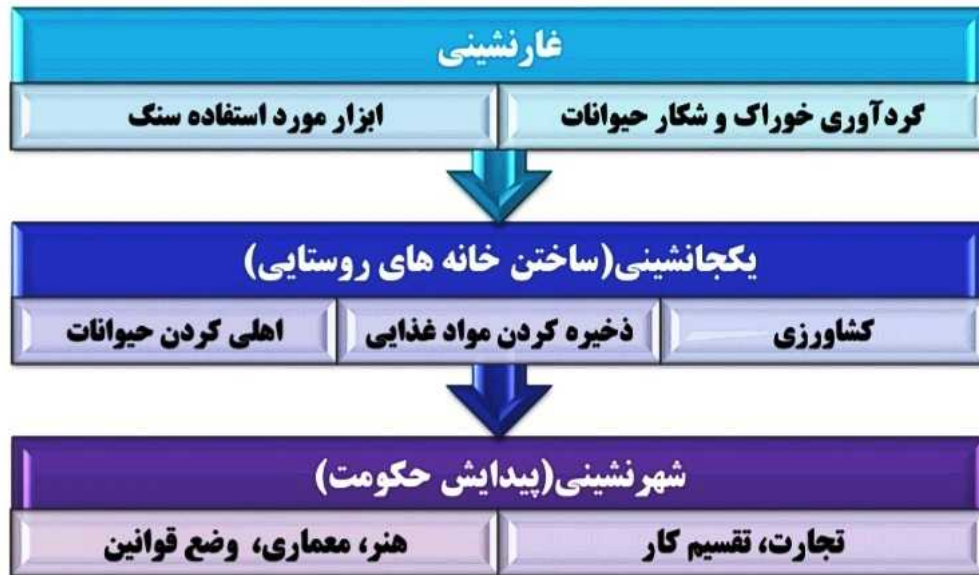 غارنشینی
گردآوری خوراک و شکار حیوانات
ابزار مورد استفاده سنگ
یکجانشینی(ساختن خانه های روستایی)
کشاورزی
ذخیره کردن مواد غذایی
اهلی کردن حیوانات
شهرنشینی(پیدایش حکومت)
تجارت، تقسیم کار
هنر، معماری، وضع قوانین